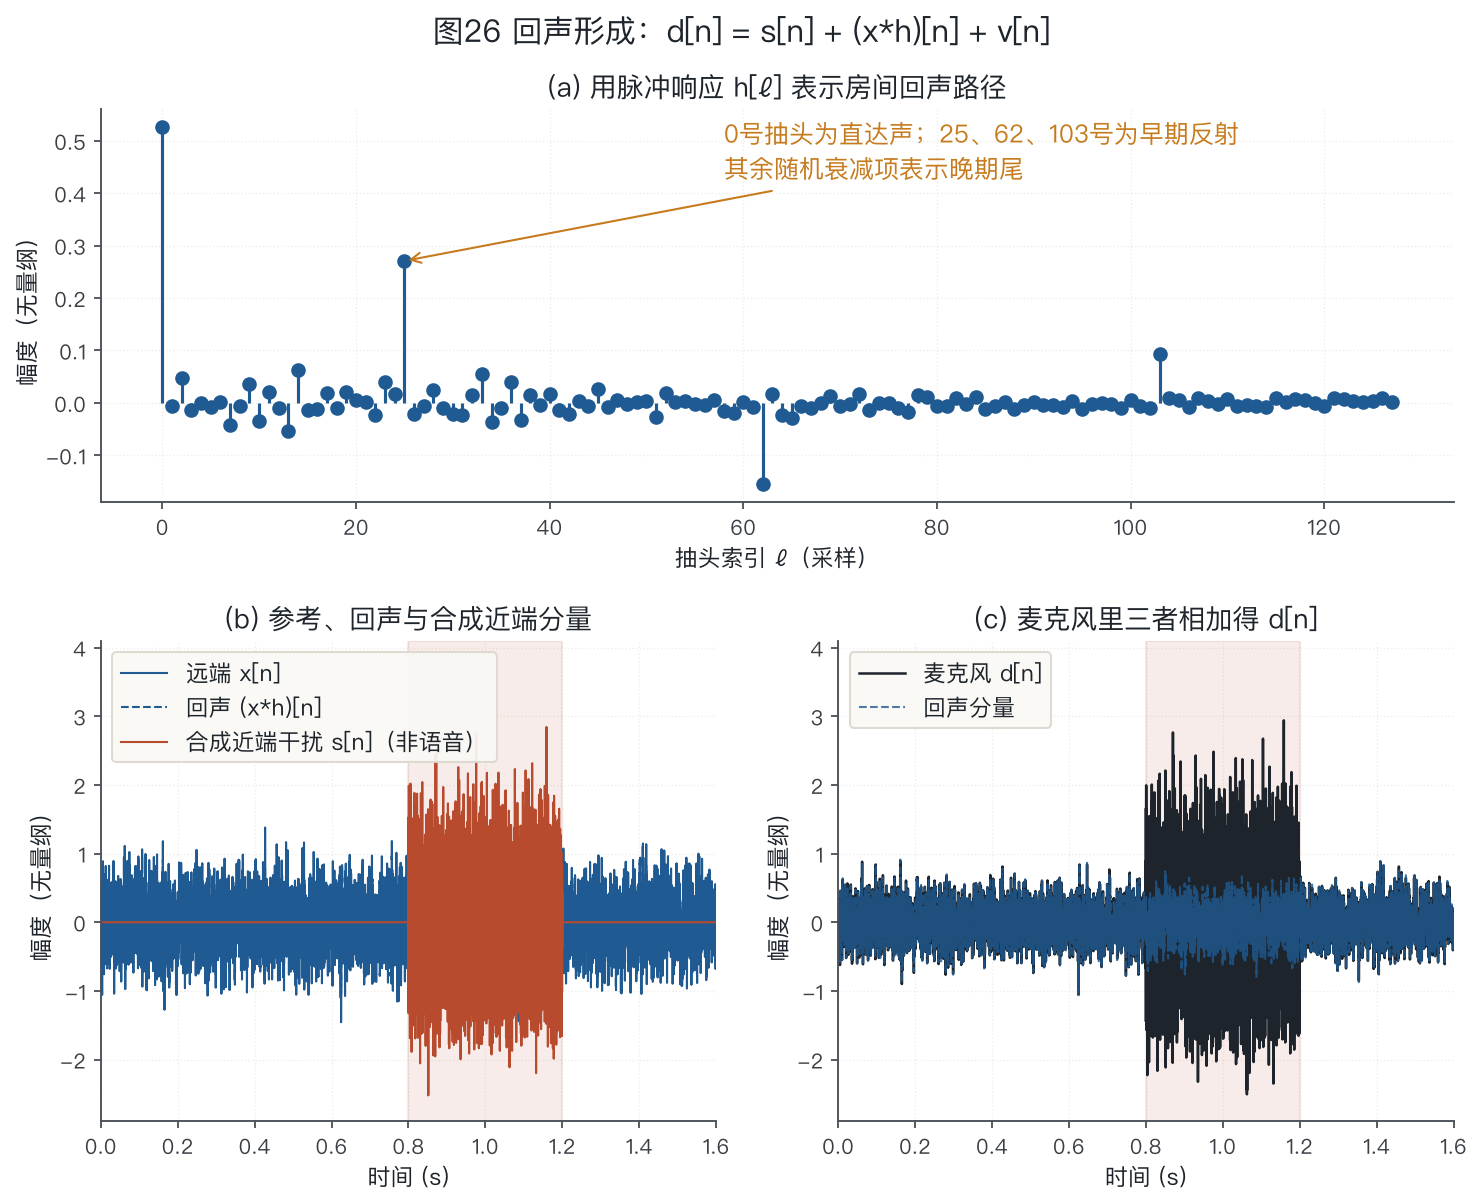 图26 回声形成：d[n] = s[n] + (x*h)[n] + v[n]
(a) 用脉冲响应 h[ℓ] 表示房间回声路径
0号抽头为直达声；25、62、103号为早期反射
其余随机衰减项表示晚期尾
幅度（无量纲）
0.5
0.4
0.3
0.2
0.1
0.0
−0.1
0 20 40 60 80 100 120
抽头索引 ℓ（采样）
(b) 参考、回声与合成近端分量
远端 x[n]
回声 (x*h)[n]
合成近端干扰 s[n]（非语音）
幅度（无量纲）
4
3
2
1
0
−1
−2
0.0 0.2 0.4 0.6 0.8 1.0 1.2 1.4 1.6
时间 (s)
(c) 麦克风里三者相加得 d[n]
麦克风 d[n]
回声分量
幅度（无量纲）
4
3
2
1
0
−1
−2
0.0 0.2 0.4 0.6 0.8 1.0 1.2 1.4 1.6
时间 (s)